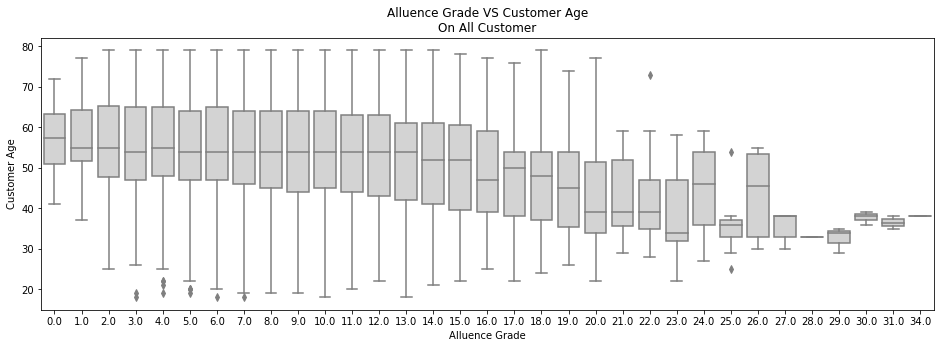 Alluence Grade VS Customer Age
On All Customer
Customer Age
80
70
60
50
40
30
20
0.0 1.0 2.0 3.0 4.0 5.0 6.0 7.0 8.0 9.0 10.0 11.0 12.0 13.0 14.0 15.0 16.0 17.0 18.0 19.0 20.0 21.0 22.0 23.0 24.0 25.0 26.0 27.0 28.0 29.0 30.0 31.0 34.0
Alluence Grade